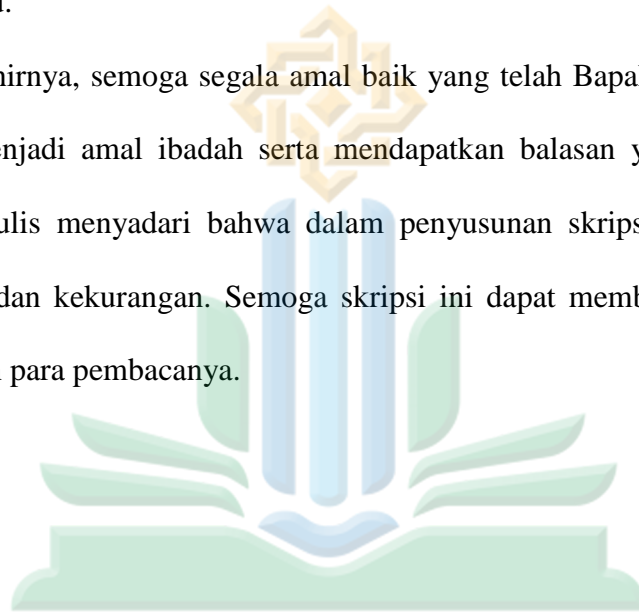 hirnya, semoga segala amal baik yang telah Bapak
enjadi amal ibadah serta mendapatkan balasan y
ulis menyadari bahwa dalam penyusunan skrips
dan kekurangan. Semoga skripsi ini dapat memb
para pembacanya.